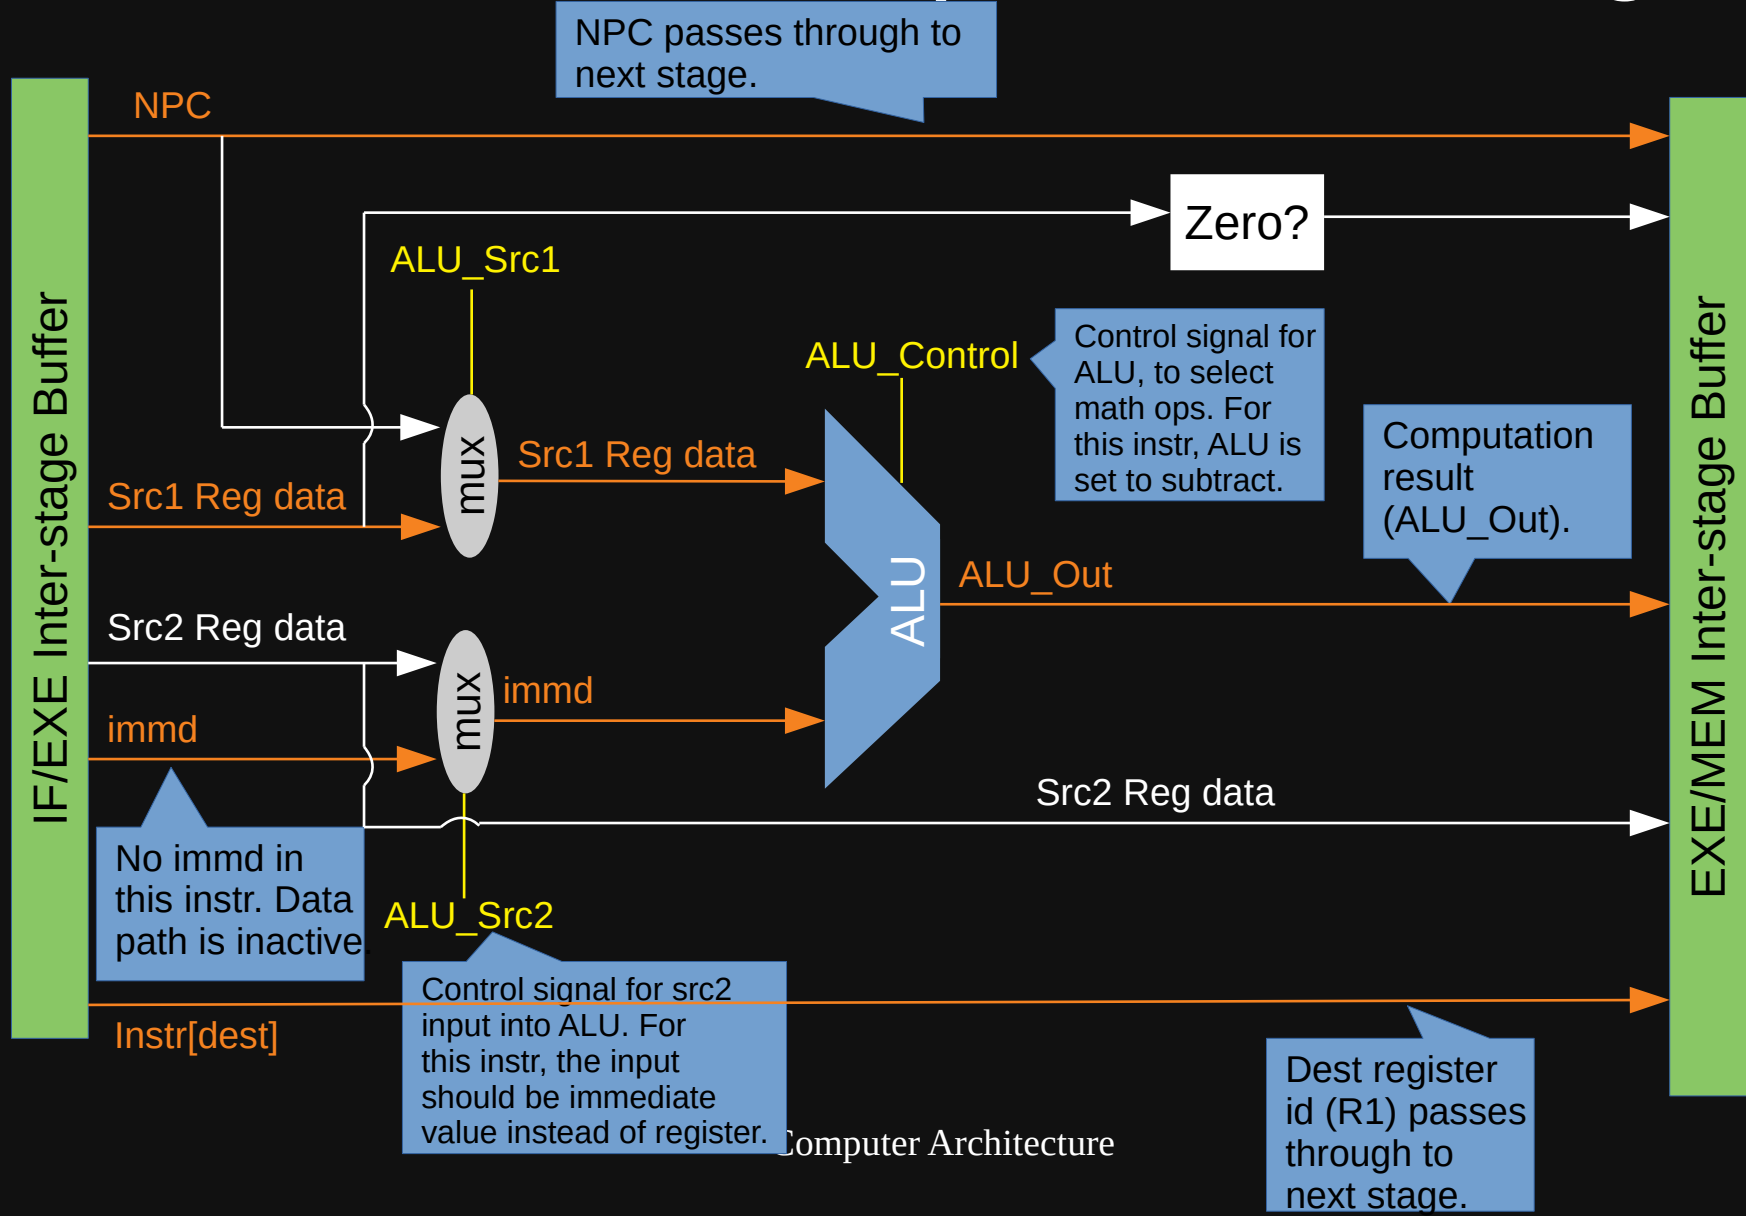 NPC passes through to
next stage.
NPC
Zero?
ALU_Src1
ALU_Control
Control signal for
ALU, to select
math ops. For
this instr, ALU is
set to subtract.
Computation
result
(ALU_Out).
IF/EXE Inter-stage Buffer
mux
Src1 Reg data
Src1 Reg data
ALU
ALU_Out
EXE/MEM Inter-stage Buffer
Src2 Reg data
mux
immd
immd
Src2 Reg data
No immd in
this instr. Data
path is inactive.
ALU_Src2
Control signal for src2
input into ALU. For
this instr, the input
should be immediate
value instead of register.
Instr[dest]
Dest register
id (R1) passes
through to
next stage.
Computer Architecture